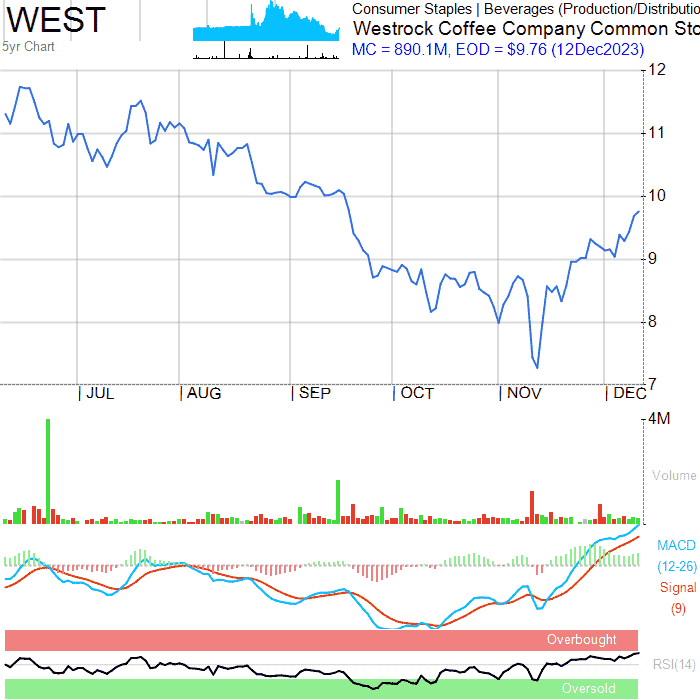 WEST
5yr Chart
Consumer Staples | Beverages (Production/Distributio
Westrock Coffee Company Common Sto
MC = 890.1M, EOD = $9.76 (12Dec2023)
12
11
10
9
8
7
| JUL
| AUG
| SEP
| OCT
| NOV
| DEC
4M
Volume
MACD
(12-26)
Signal
(9)
Overbought
RSI(14)
Oversold